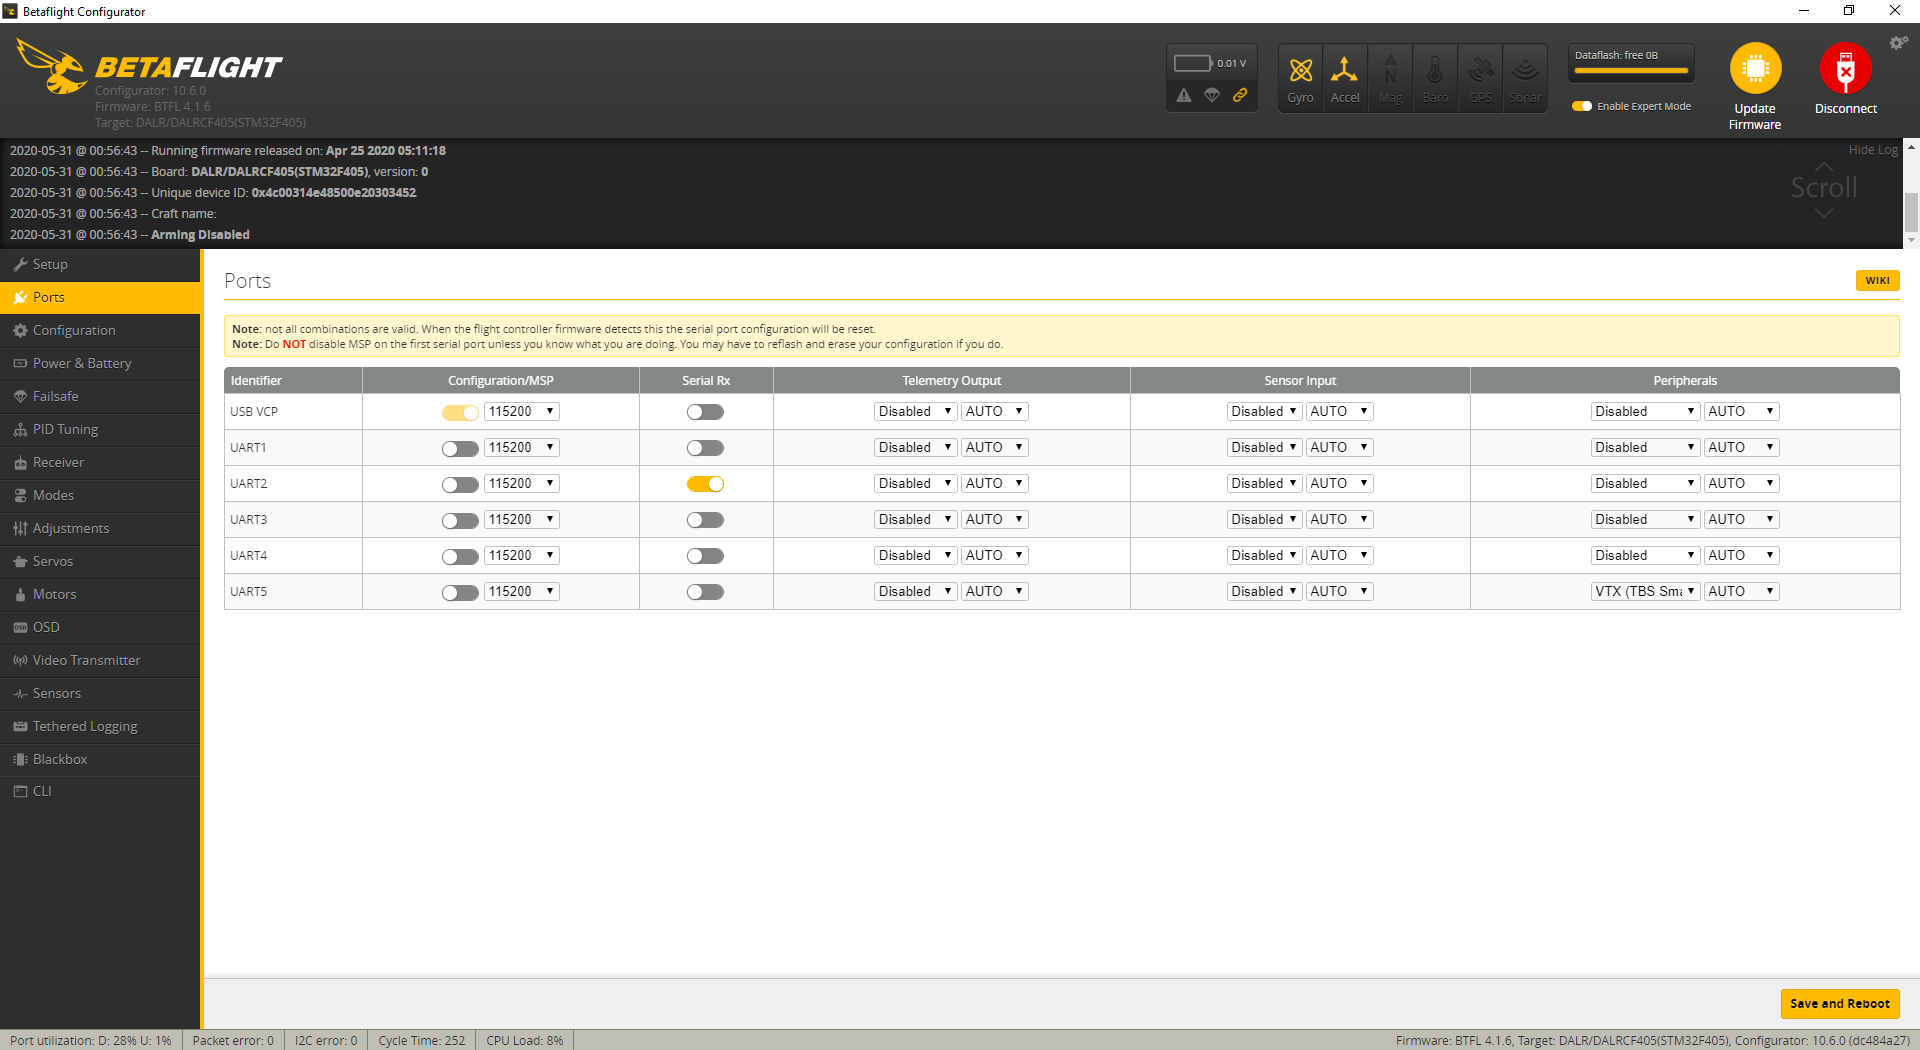 Betaflight Configurator
BETAFLIGHT
Configurator: 10.6.0
Firmware: BTFL 4.1.6
Target: DALR/DALRCF405(STM32F405)
0.01 V
Gyro Accel Mag Baro GPS Sonar
Dataflash: free 0B
Enable Expert Mode
Update Firmware
Disconnect
2020-05-31 @ 00:56:43 -- Running firmware released on: Apr 25 2020 05:11:18
2020-05-31 @ 00:56:43 -- Board: DALR/DALRCF405(STM32F405), version: 0
2020-05-31 @ 00:56:43 -- Unique device ID: 0x4c00314e48500e20303452
2020-05-31 @ 00:56:43 -- Craft name:
2020-05-31 @ 00:56:43 -- Arming Disabled
Hide Log
Scroll
Setup
Ports
Configuration
Power & Battery
Failsafe
PID Tuning
Receiver
Modes
Adjustments
Servos
Motors
OSD
Video Transmitter
Sensors
Tethered Logging
Blackbox
CLI
Ports
WIKI
Note: not all combinations are valid. When the flight controller firmware detects this the serial port configuration will be reset.
Note: Do NOT disable MSP on the first serial port unless you know what you are doing. You may have to reflash and erase your configuration if you do.
Identifier Configuration/MSP Serial Rx Telemetry Output Sensor Input Peripherals
USB VCP 115200 Disabled AUTO Disabled AUTO Disabled AUTO
UART1 115200 Disabled AUTO Disabled AUTO Disabled AUTO
UART2 115200 Disabled AUTO Disabled AUTO Disabled AUTO
UART3 115200 Disabled AUTO Disabled AUTO Disabled AUTO
UART4 115200 Disabled AUTO Disabled AUTO Disabled AUTO
UART5 115200 Disabled AUTO Disabled AUTO VTX (TBS Sma AUTO
Save and Reboot
Port utilization: D: 28% U: 1% Packet error: 0 I2C error: 0 Cycle Time: 252 CPU Load: 8%
Firmware: BTFL 4.1.6, Target: DALR/DALRCF405(STM32F405), Configurator: 10.6.0 (dc484a27)